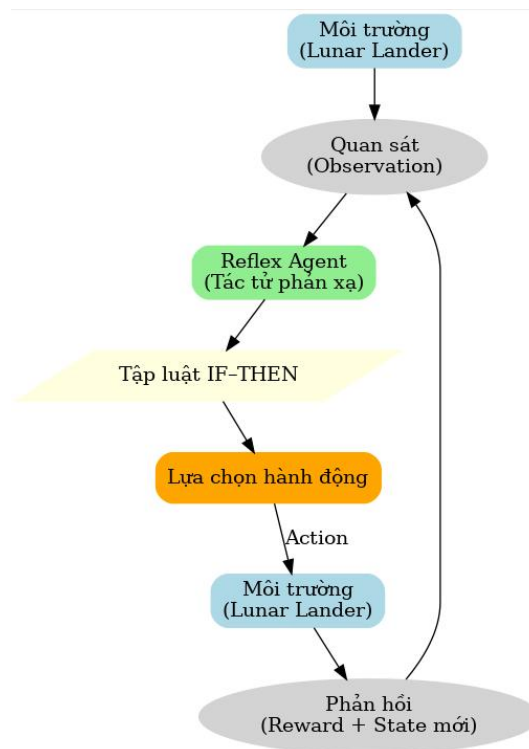 Môi trường
(Lunar Lander)
Quan sát
(Observation)
Reflex Agent
(Tác tử phản xạ)
Tập luật IF–THEN
Lựa chọn hành động
Action
Môi trường
(Lunar Lander)
Phản hồi
(Reward + State mới)